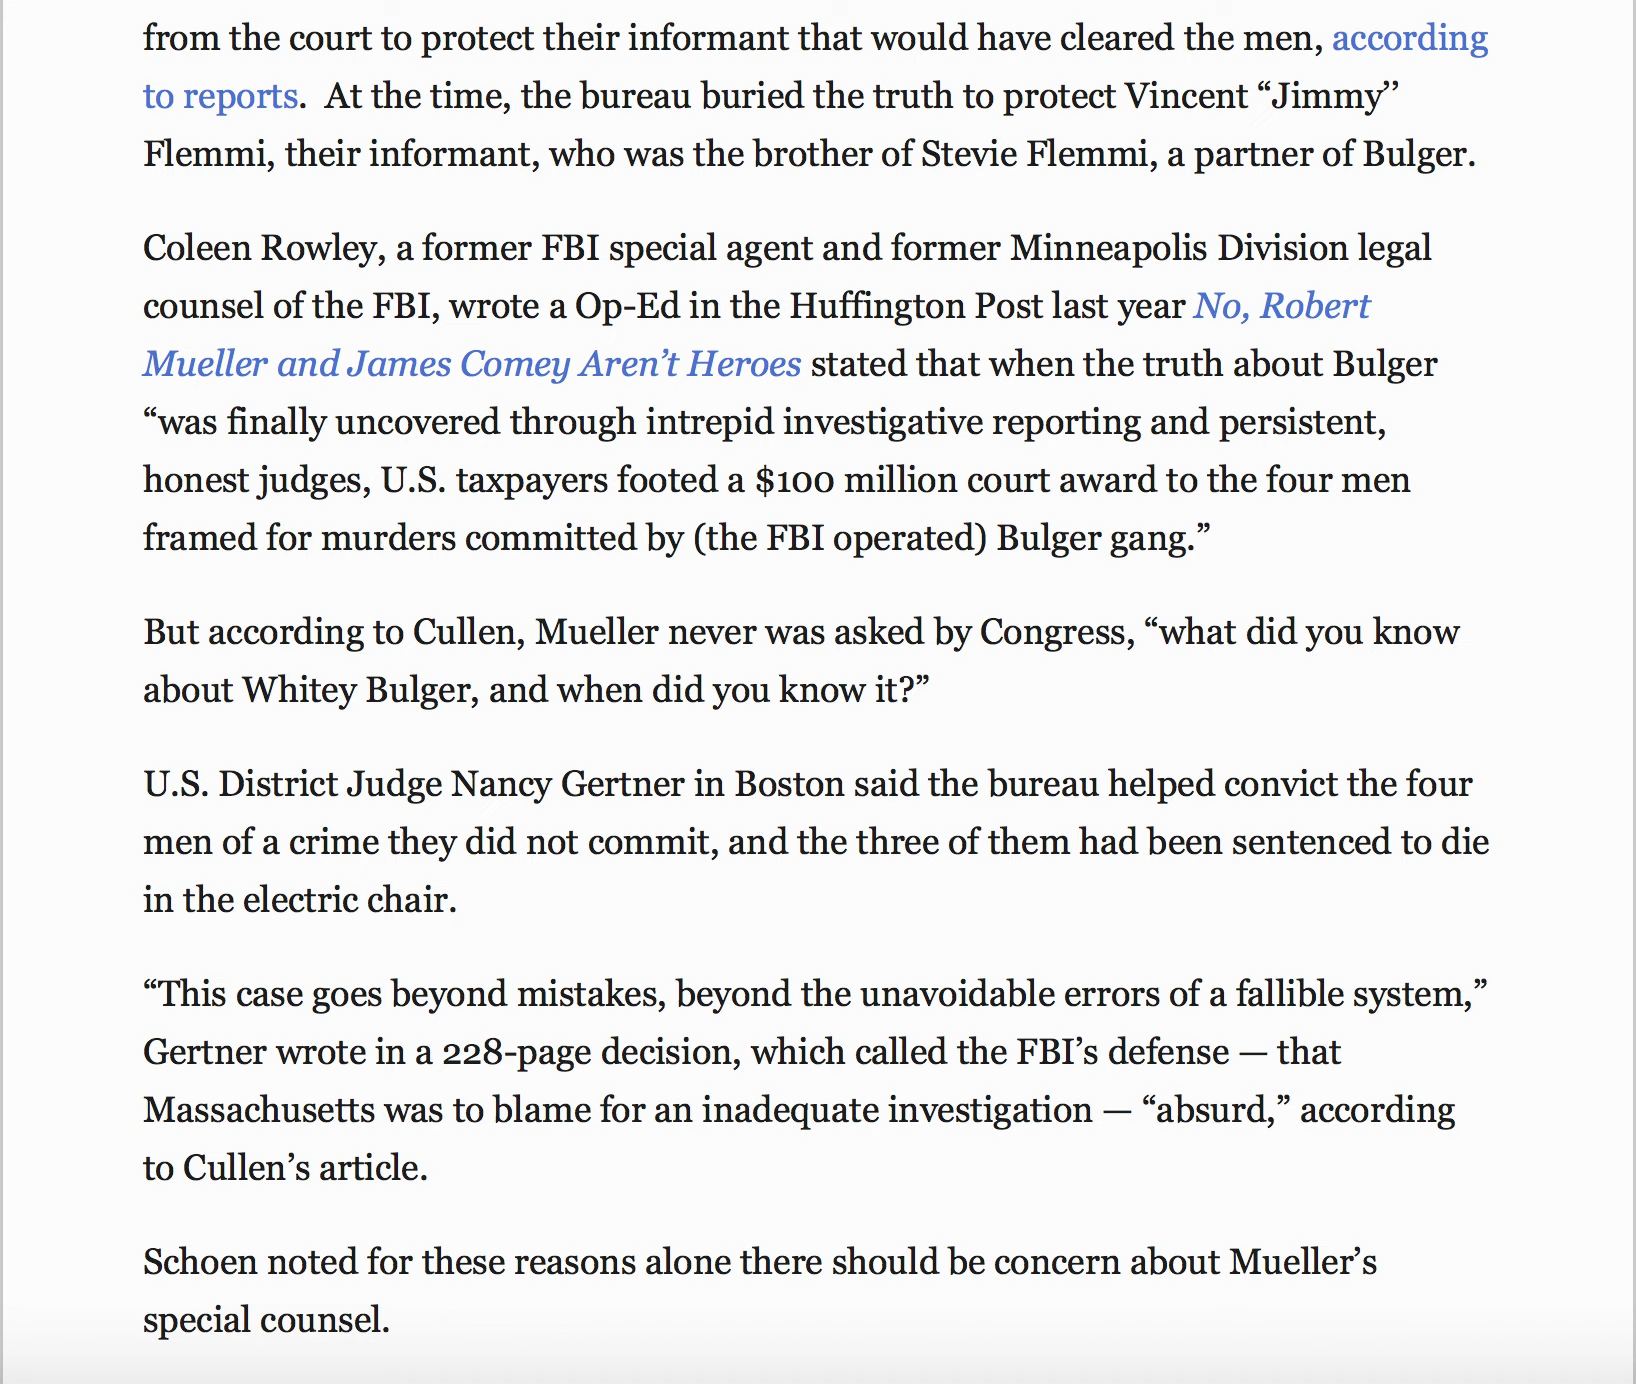 from the court to protect their informant that would have cleared the men, according
to reports.  At the time, the bureau buried the truth to protect Vincent “Jimmy’’
Flemmi, their informant, who was the brother of Stevie Flemmi, a partner of Bulger.
Coleen Rowley, a former FBI special agent and former Minneapolis Division legal
counsel of the FBI, wrote a Op-Ed in the Huffington Post last year No, Robert
Mueller and James Comey Aren’t Heroes stated that when the truth about Bulger
“was finally uncovered through intrepid investigative reporting and persistent,
honest judges, U.S. taxpayers footed a $100 million court award to the four men
framed for murders committed by (the FBI operated) Bulger gang.”
But according to Cullen, Mueller never was asked by Congress, “what did you know
about Whitey Bulger, and when did you know it?”
U.S. District Judge Nancy Gertner in Boston said the bureau helped convict the four
men of a crime they did not commit, and the three of them had been sentenced to die
in the electric chair.
“This case goes beyond mistakes, beyond the unavoidable errors of a fallible system,”
Gertner wrote in a 228-page decision, which called the FBI’s defense — that
Massachusetts was to blame for an inadequate investigation — “absurd,” according
to Cullen’s article.
Schoen noted for these reasons alone there should be concern about Mueller’s
special counsel.